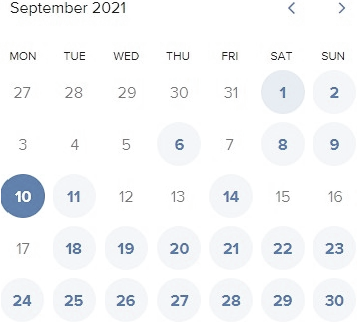 September 2021
MON TUE WED THU FRI SAT SUN
27 28 29 30 31 1 2
3 4 5 6 7 8 9
10 11 12 13 14 15 16
17 18 19 20 21 22 23
24 25 26 27 28 29 30